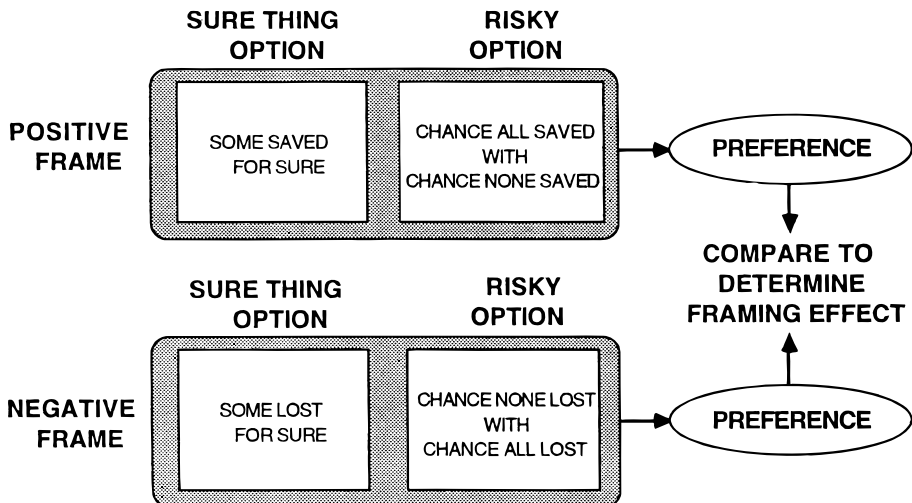 SURE THING
OPTION
RISKY
OPTION
POSITIVE
FRAME
SOME SAVED
FOR SURE
CHANCE ALL SAVED
WITH
CHANCE NONE SAVED
PREFERENCE
COMPARE TO
DETERMINE
FRAMING EFFECT
SURE THING
OPTION
RISKY
OPTION
NEGATIVE
FRAME
SOME LOST
FOR SURE
CHANCE NONE LOST
WITH
CHANCE ALL LOST
PREFERENCE